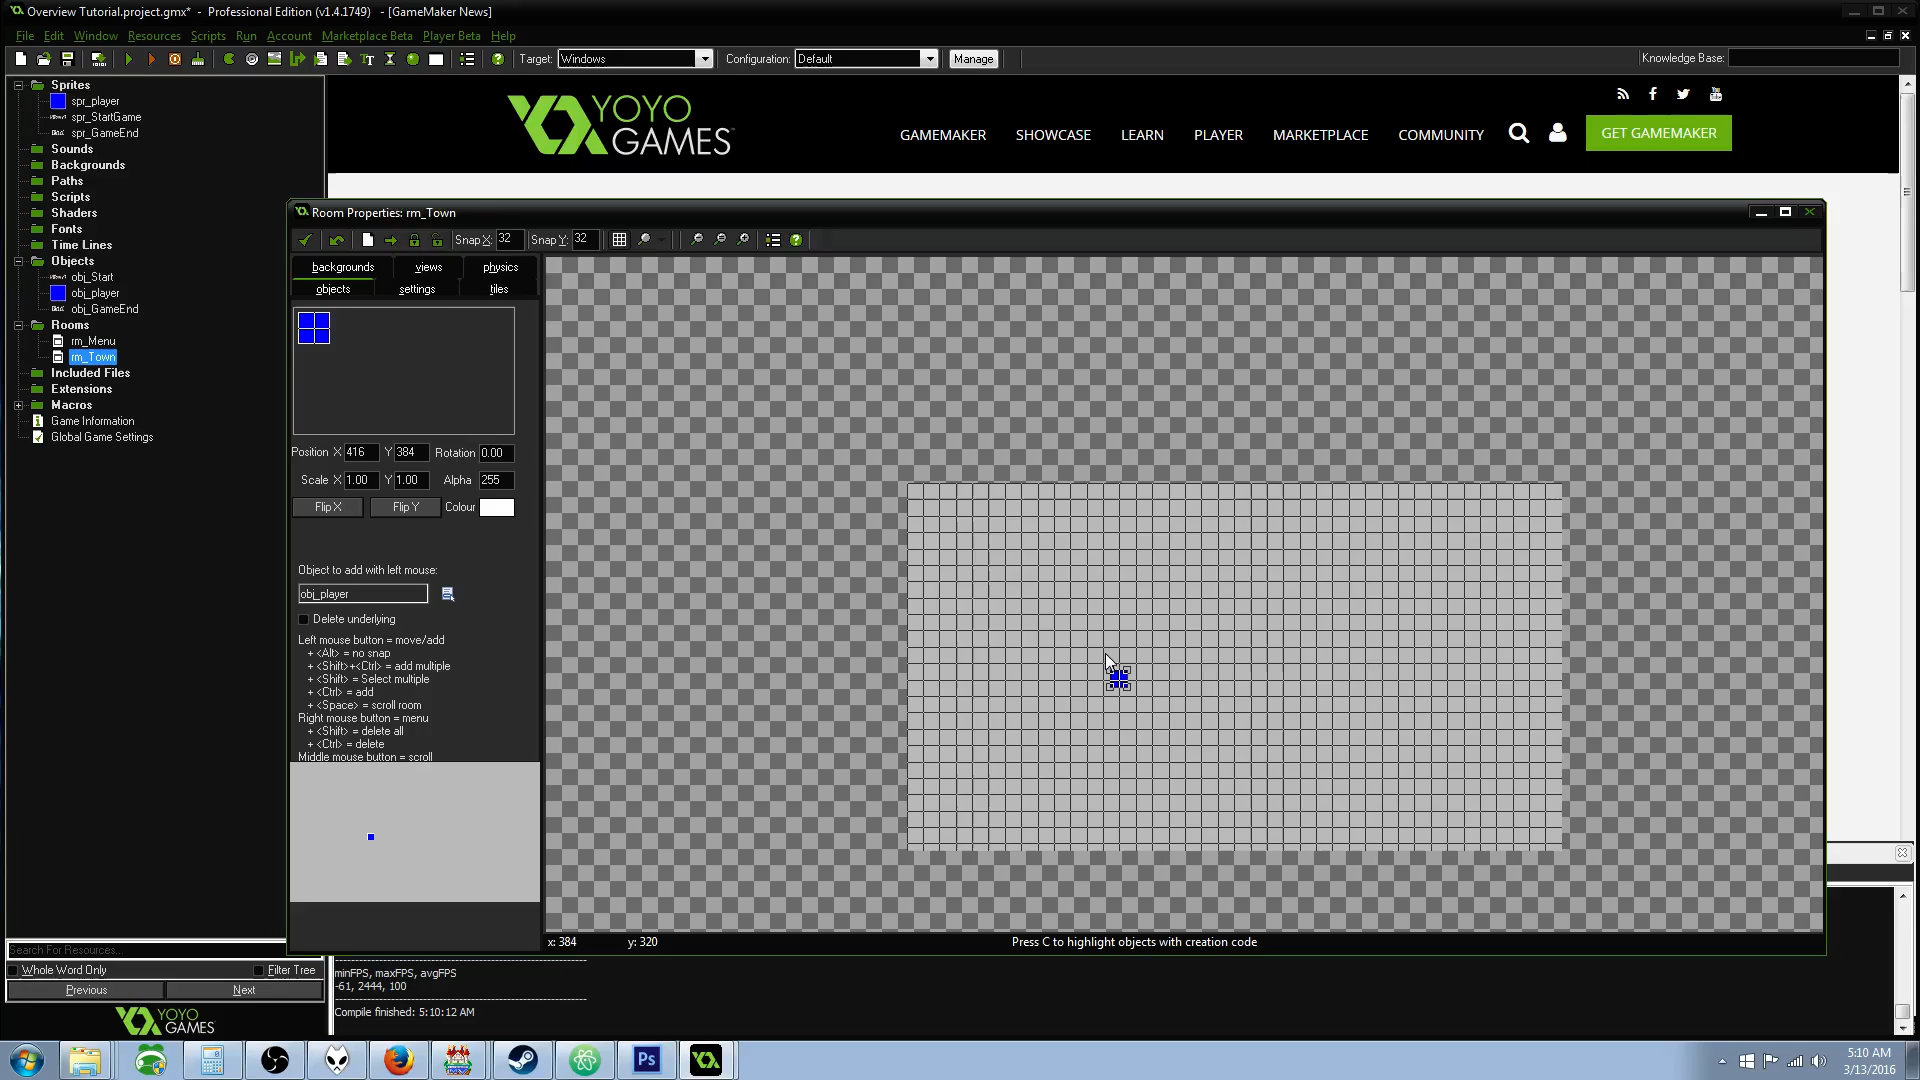 Overview Tutorial.project.gmx* - Professional Edition (v1.4.1749) - [GameMaker News]
File Edit Window Resources Scripts Run Account Marketplace Beta Player Beta Help
Target: Windows Configuration: Default Manage Knowledge Base:
Sprites
spr_player
spr_StartGame
spr_GameEnd
Sounds
Backgrounds
Paths
Scripts
Shaders
Fonts
Time Lines
Objects
obj_Start
obj_player
obj_GameEnd
Rooms
rm_Menu
rm_Town
Included Files
Extensions
Macros
Game Information
Global Game Settings
YOYO
GAMES™
GAMEMAKER SHOWCASE LEARN PLAYER MARKETPLACE COMMUNITY GET GAMEMAKER
Room Properties: rm_Town
Snap X: 32 Snap Y: 32
backgrounds views physics
objects settings tiles
Position X 416 Y 384 Rotation 0.00
Scale X 1.00 Y 1.00 Alpha 255
Flip X Flip Y Colour
Object to add with left mouse:
obj_player
Delete underlying
Left mouse button = move/add
+ <Alt> = no snap
+ <Shift>+<Ctrl> = add multiple
+ <Shift> = Select multiple
+ <Ctrl> = add
+ <Space> = scroll room
Right mouse button = menu
+ <Shift> = delete all
+ <Ctrl> = delete
Middle mouse button = scroll
x: 384 y: 320 Press C to highlight objects with creation code
Search For Resources...
Whole Word Only Filter Tree
Previous Next
YOYO
GAMES™
minFPS, maxFPS, avgFPS
-61, 2444, 100
Compile finished: 5:10:12 AM
Ps
5:10 AM
3/13/2016